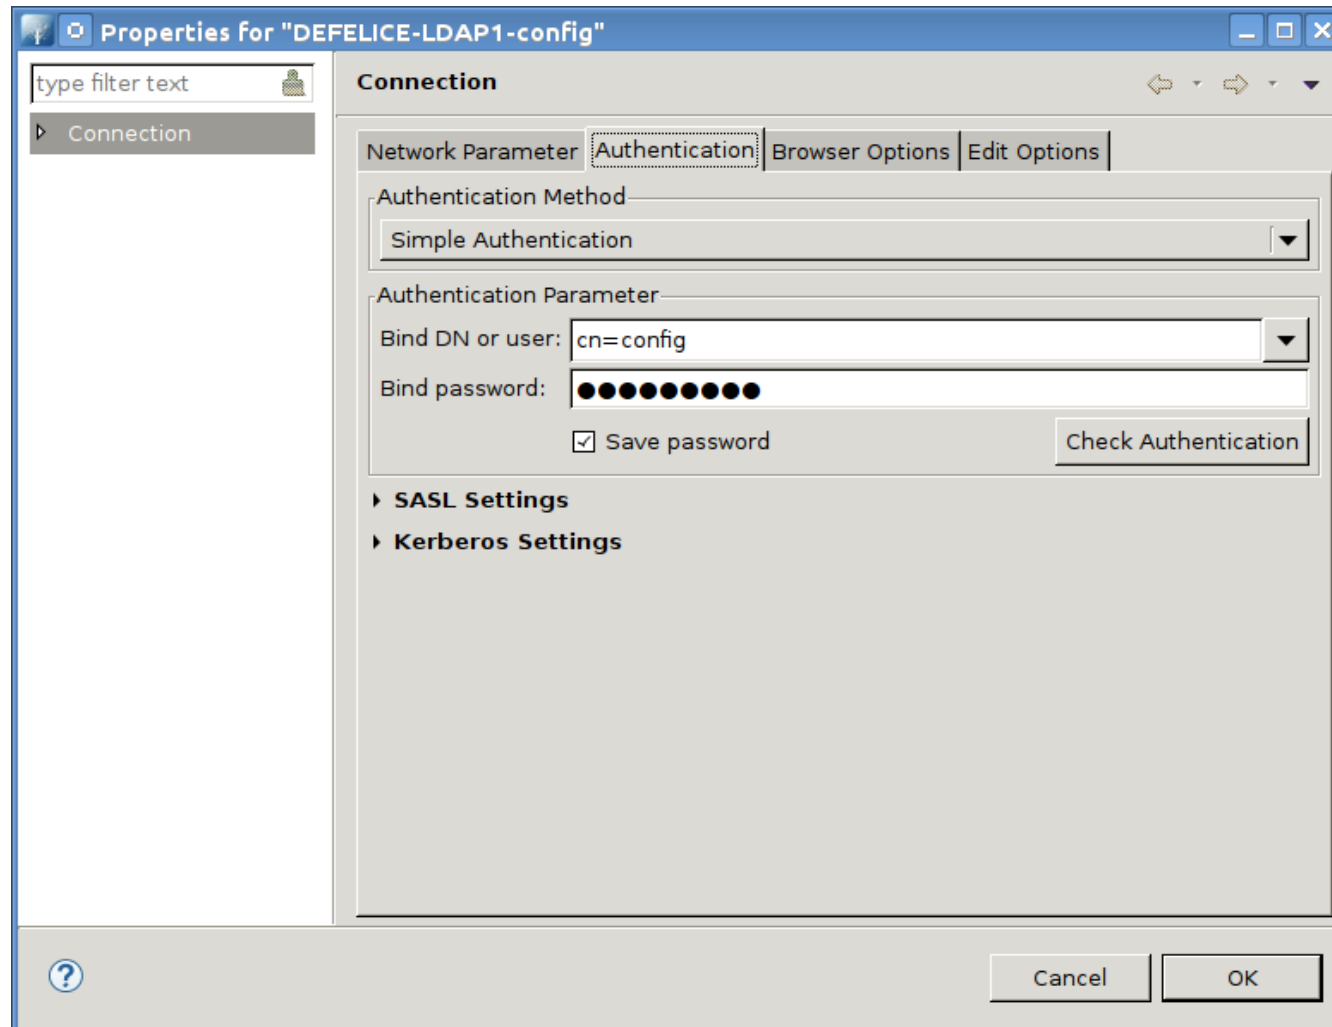 Properties for "DEFELICE-LDAP1-config"
type filter text
Connection
Connection
Network Parameter Authentication Browser Options Edit Options
Authentication Method
Simple Authentication
Authentication Parameter
Bind DN or user: cn=config
Bind password: ●●●●●●●●●
Save password Check Authentication
SASL Settings
Kerberos Settings
? Cancel OK